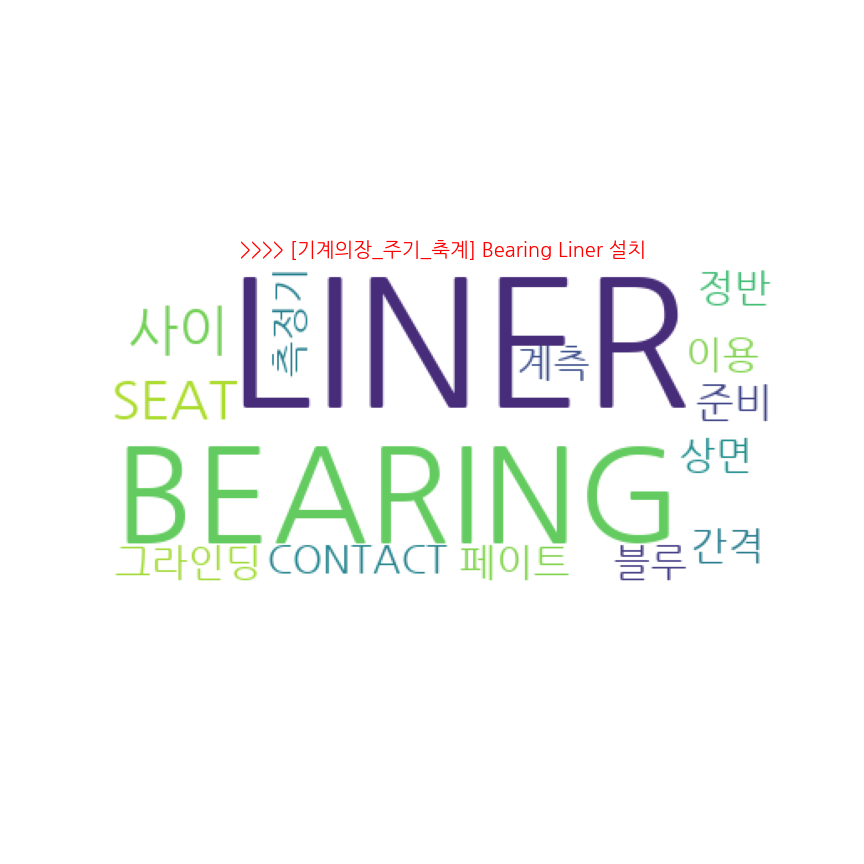 >>>> [기계의장_주기_축계] Bearing Liner 설치
LINER
측정기
정반
사이
계측
이용
SEAT
준비
BEARING
상면
간격
그라인딩
CONTACT
페이트
블루